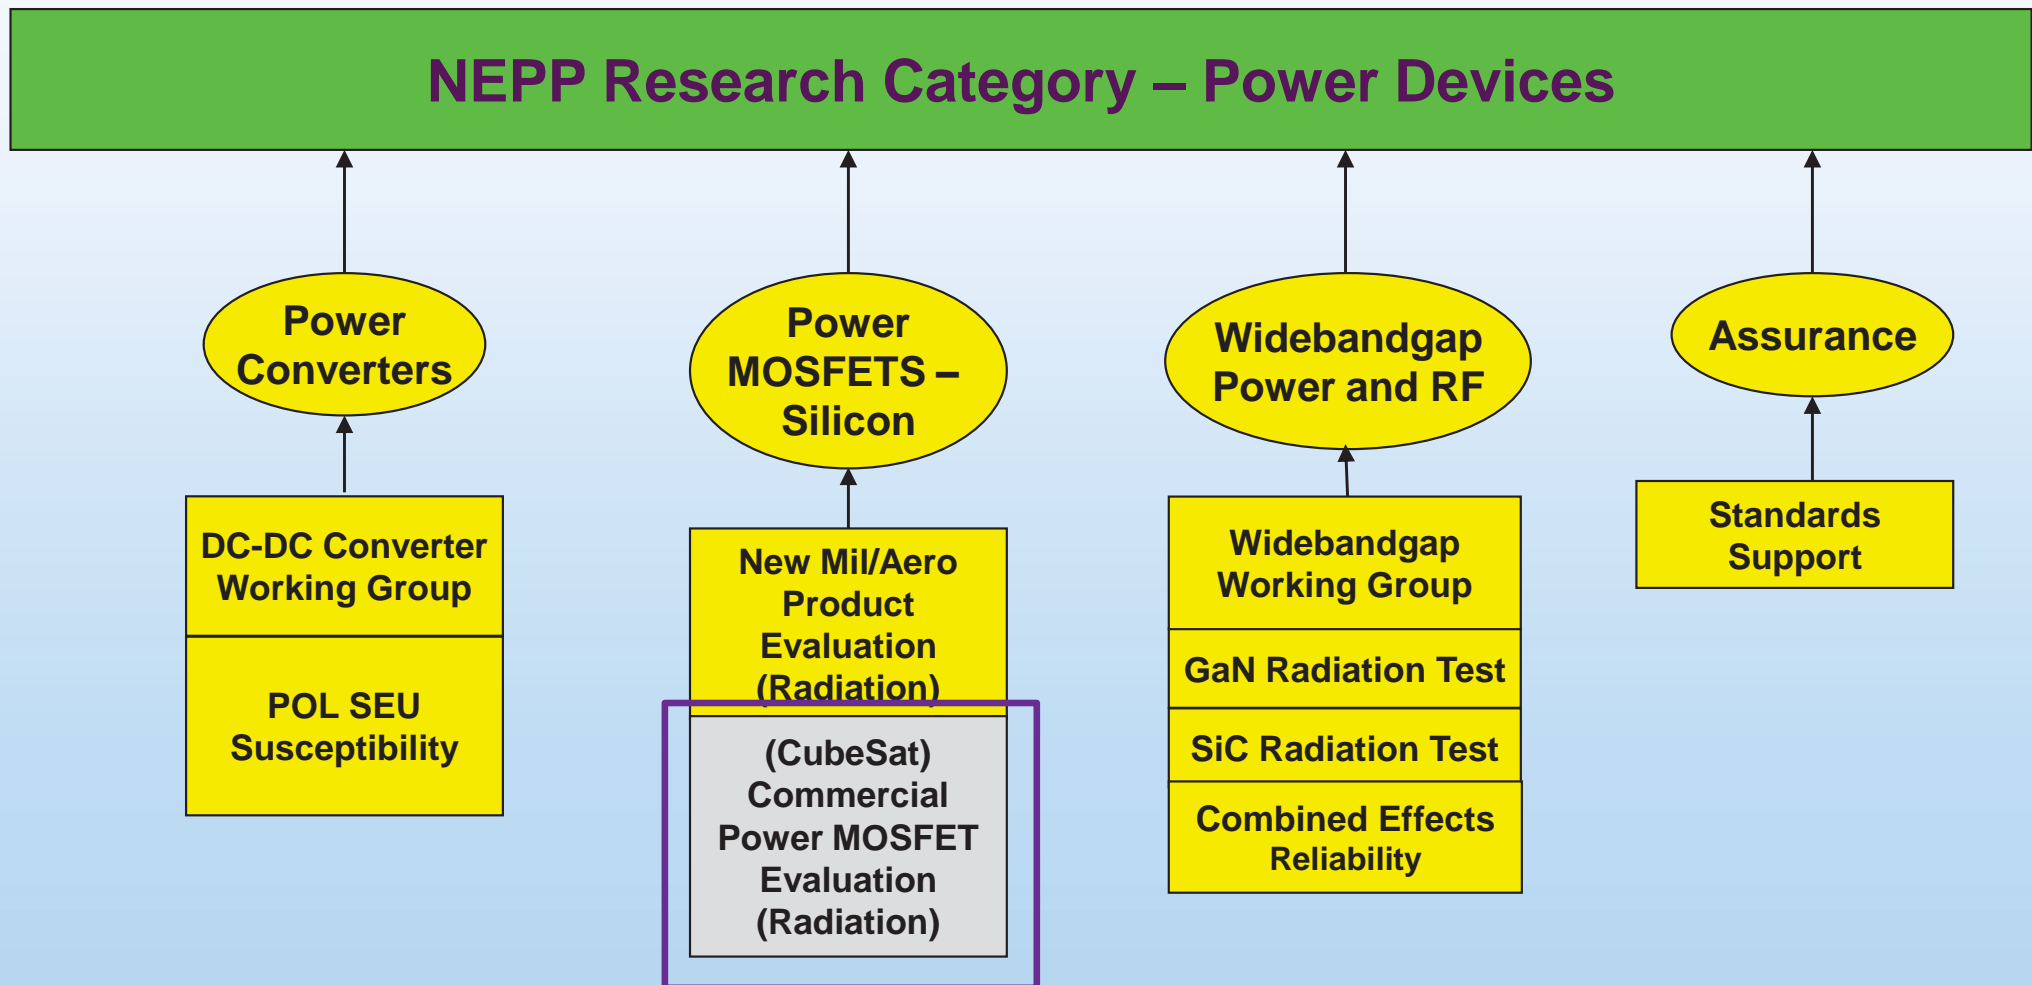 NEPP Research Category – Power Devices
Power
Converters
Power
MOSFETS –
Silicon
Widebandgap
Power and RF
Assurance
DC-DC Converter
Working Group
POL SEU
Susceptibility
New Mil/Aero
Product
Evaluation
(Radiation)
(CubeSat)
Commercial
Power MOSFET
Evaluation
(Radiation)
Widebandgap
Working Group
GaN Radiation Test
SiC Radiation Test
Combined Effects
Reliability
Standards
Support